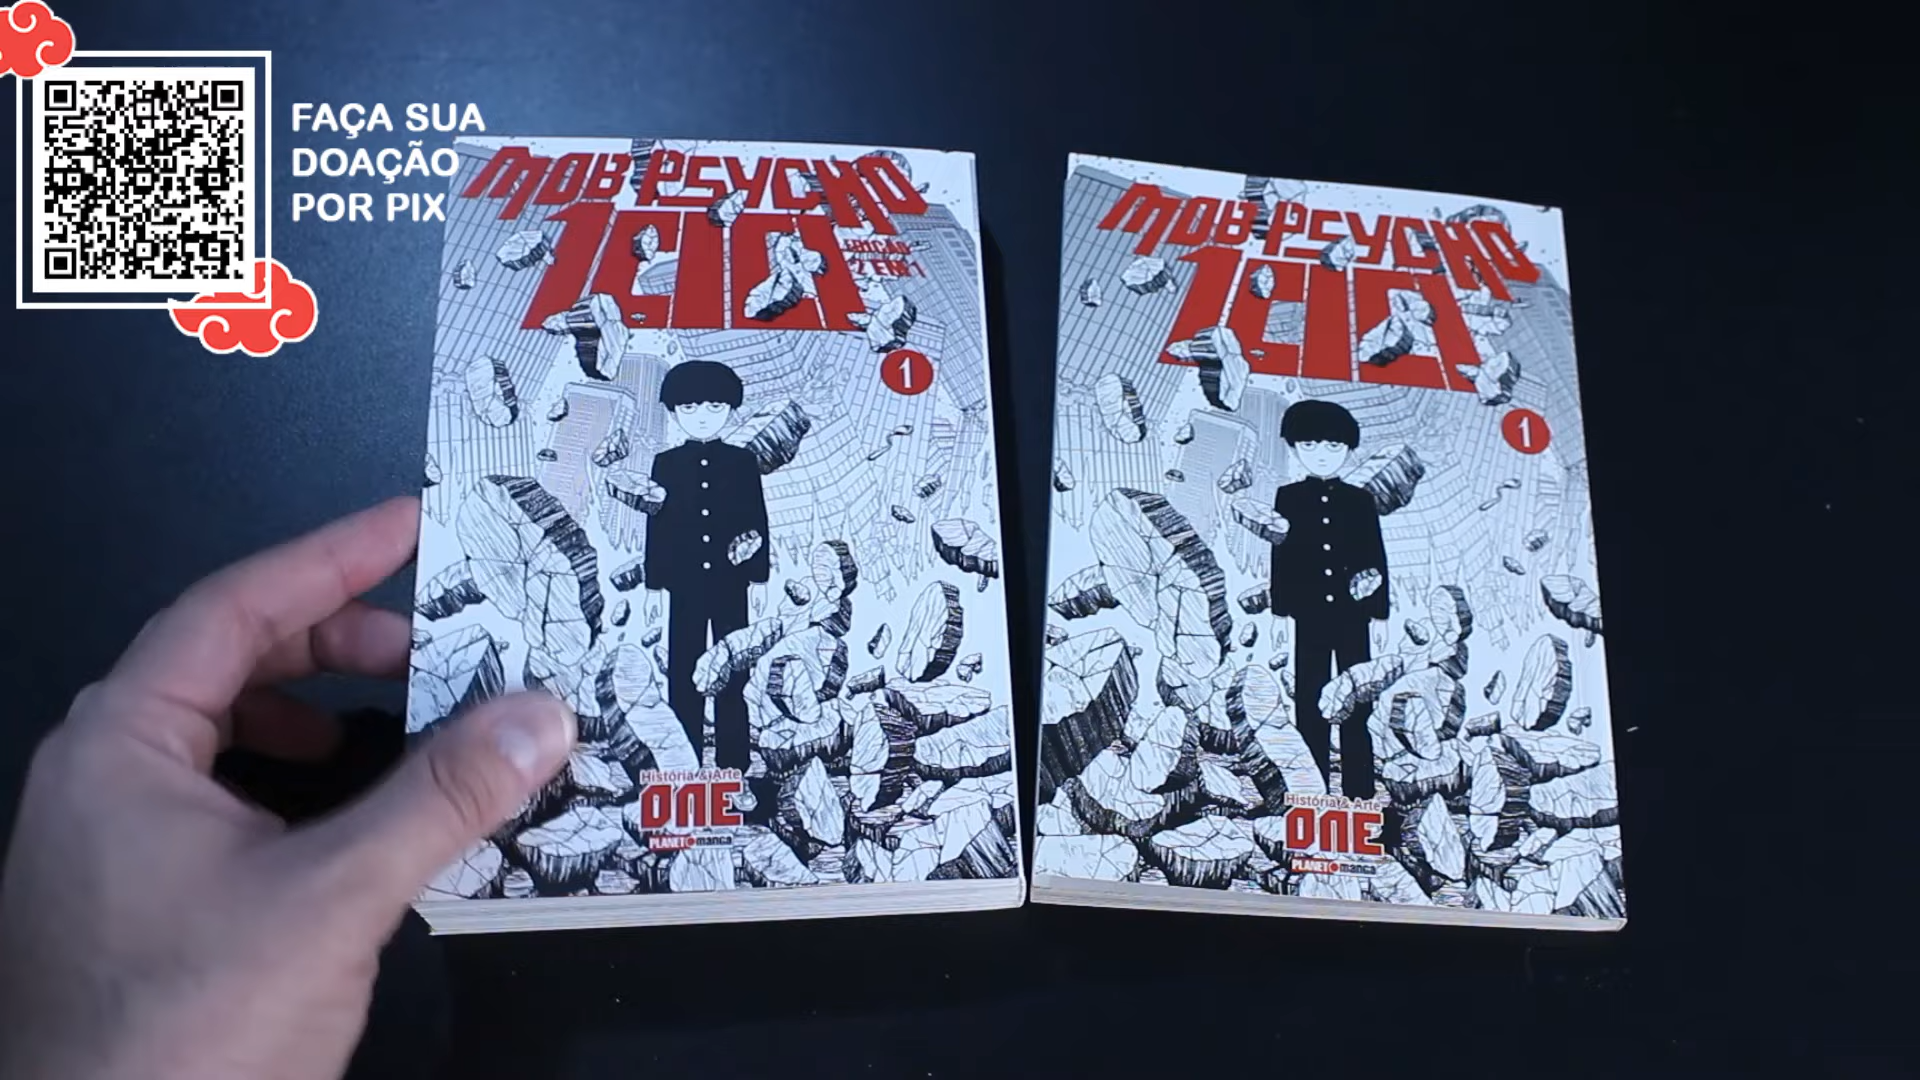 FAÇA SUA
DOAÇÃO
POR PIX
MOB PSYCHO
100
EDIÇÃO
2 EM 1
1
História & Arte
ONE
PLANET manga
MOB PSYCHO
100
1
História & Arte
ONE
PLANET manga